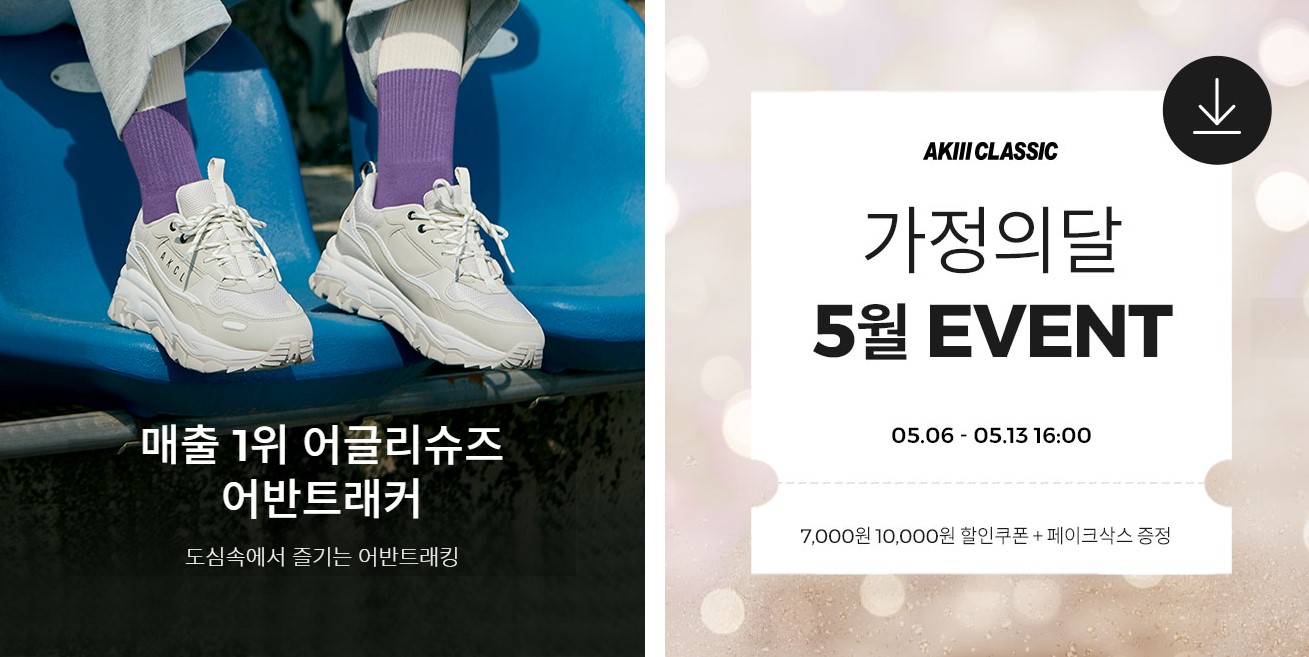 AKCL
매출 1위 어글리슈즈
어반트래커
도심속에서 즐기는 어반트래킹
AKIII CLASSIC
가정의달
5월 EVENT
05.06 - 05.13 16:00
7,000원 10,000원 할인쿠폰 + 페이크삭스 증정